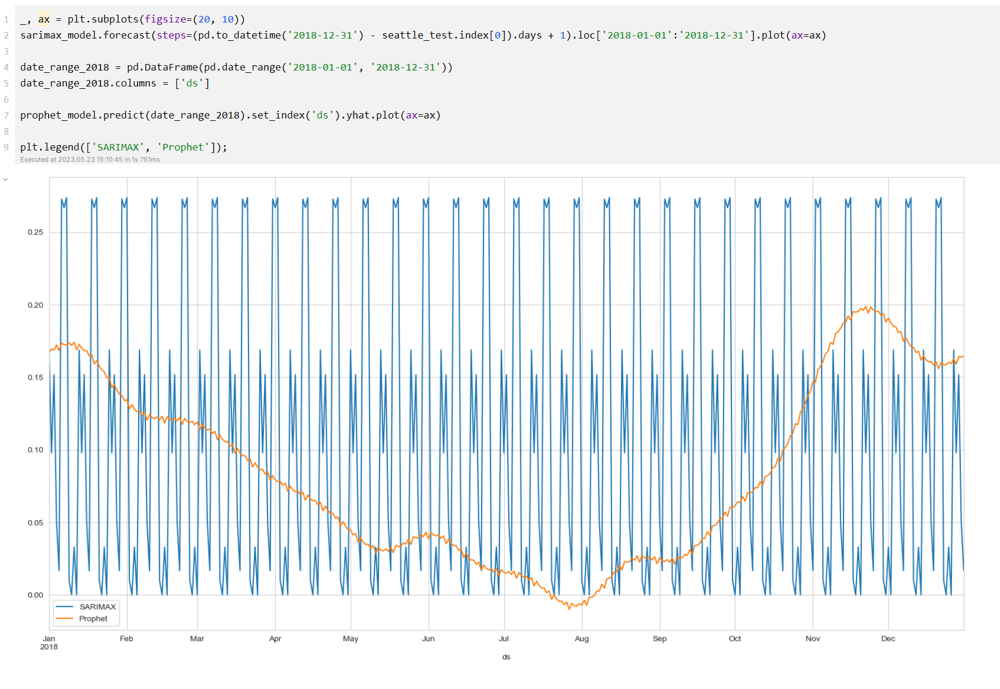 1 _, ax = plt.subplots(figsize=(20, 10))
2 sarimax_model.forecast(steps=(pd.to_datetime('2018-12-31') - seattle_test.index[0]).days + 1).loc['2018-01-01':'2018-12-31'].plot(ax=ax)
3
4 date_range_2018 = pd.DataFrame(pd.date_range('2018-01-01', '2018-12-31'))
5 date_range_2018.columns = ['ds']
6
7 prophet_model.predict(date_range_2018).set_index('ds').yhat.plot(ax=ax)
8
9 plt.legend(['SARIMAX', 'Prophet']);
Executed at 2023.05.23 15:10:45 in 1s 751ms
0.25
0.20
0.15
0.10
0.05
0.00
SARIMAX
Prophet
Jan Feb Mar Apr May Jun Jul Aug Sep Oct Nov Dec
2018
ds